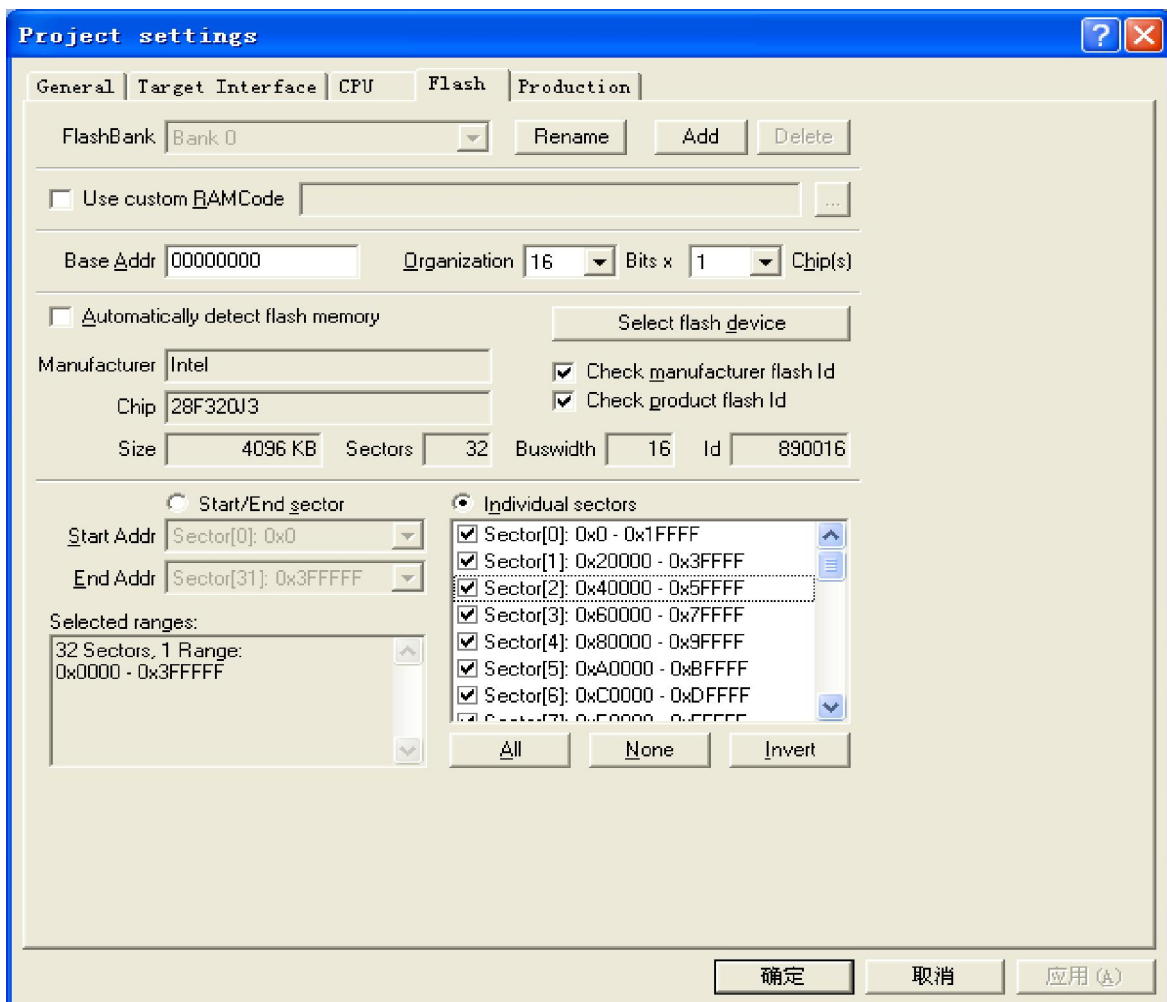 Project settings
General Target Interface CPU Flash Production
FlashBank Bank 0 Rename Add Delete
Use custom RAMCode ...
Base Addr 00000000 Organization 16 Bits x 1 Chip(s)
Automatically detect flash memory Select flash device
Manufacturer Intel Check manufacturer flash Id
Chip 28F320J3 Check product flash Id
Size 4096 KB Sectors 32 Buswidth 16 Id 890016
Start/End sector Individual sectors
Start Addr Sector[0]: 0x0
End Addr Sector[31]: 0x3FFFFF
Selected ranges:
32 Sectors, 1 Range:
0x0000 - 0x3FFFFF
Sector[0]: 0x0 - 0x1FFFF
Sector[1]: 0x20000 - 0x3FFFF
Sector[2]: 0x40000 - 0x5FFFF
Sector[3]: 0x60000 - 0x7FFFF
Sector[4]: 0x80000 - 0x9FFFF
Sector[5]: 0xA0000 - 0xBFFFF
Sector[6]: 0xC0000 - 0xDFFFF
All None Invert
确定 取消 应用(A)